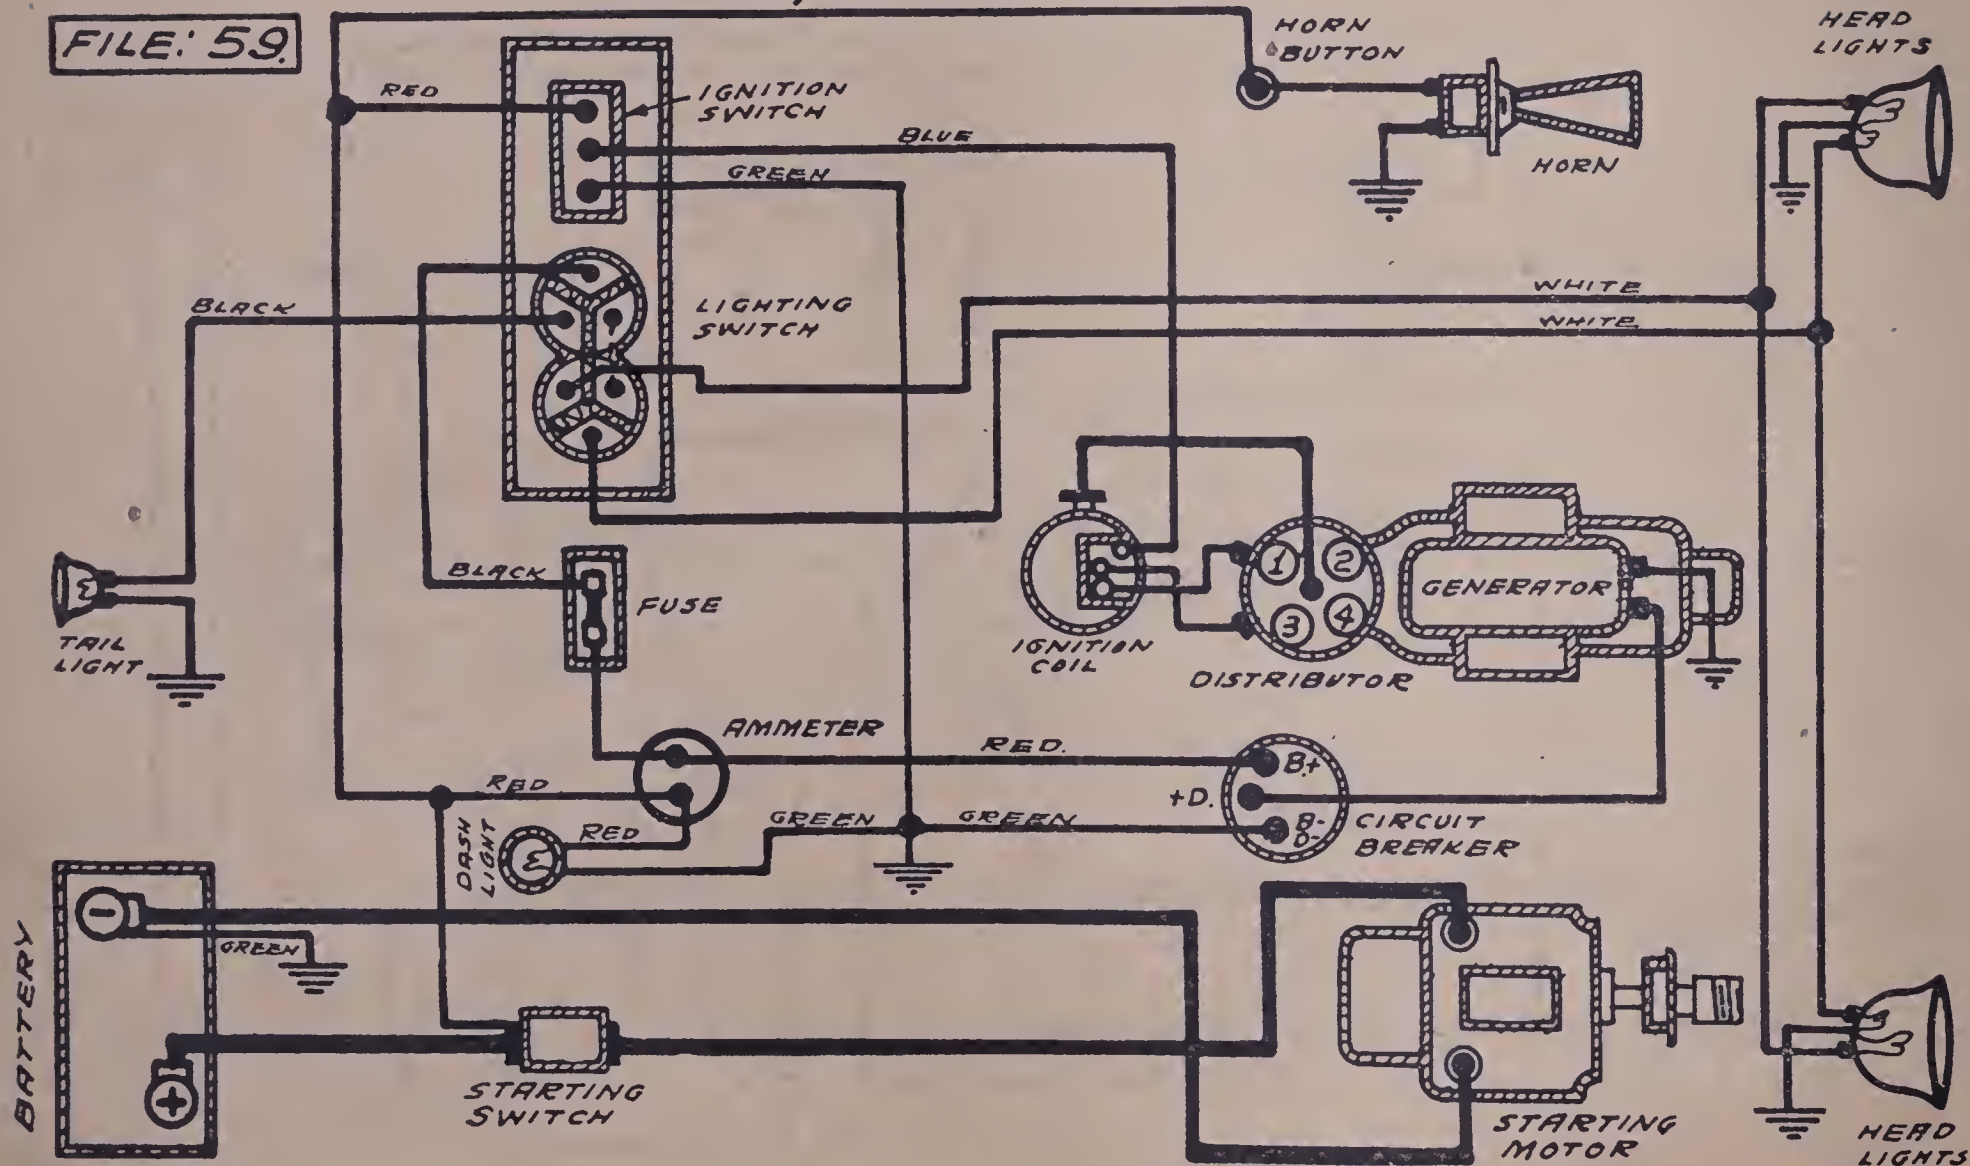 FILE: 59.
HORN
BUTTON
HEAD
LIGHTS
RED
IGNITION
SWITCH
BLUE
GREEN
HORN
BLACK
LIGHTING
SWITCH
WHITE
WHITE
TAIL
LIGHT
BLACK
FUSE
IGNITION
COIL
1
2
3
4
DISTRIBUTOR
GENERATOR
AMMETER
RED.
B+
+D.
B-
D-
CIRCUIT
BREAKER
RED
DASH
LIGHT
RED
GREEN
GREEN
BATTERY
-
GREEN
+
STARTING
SWITCH
STARTING
MOTOR
HEAD
LIGHTS